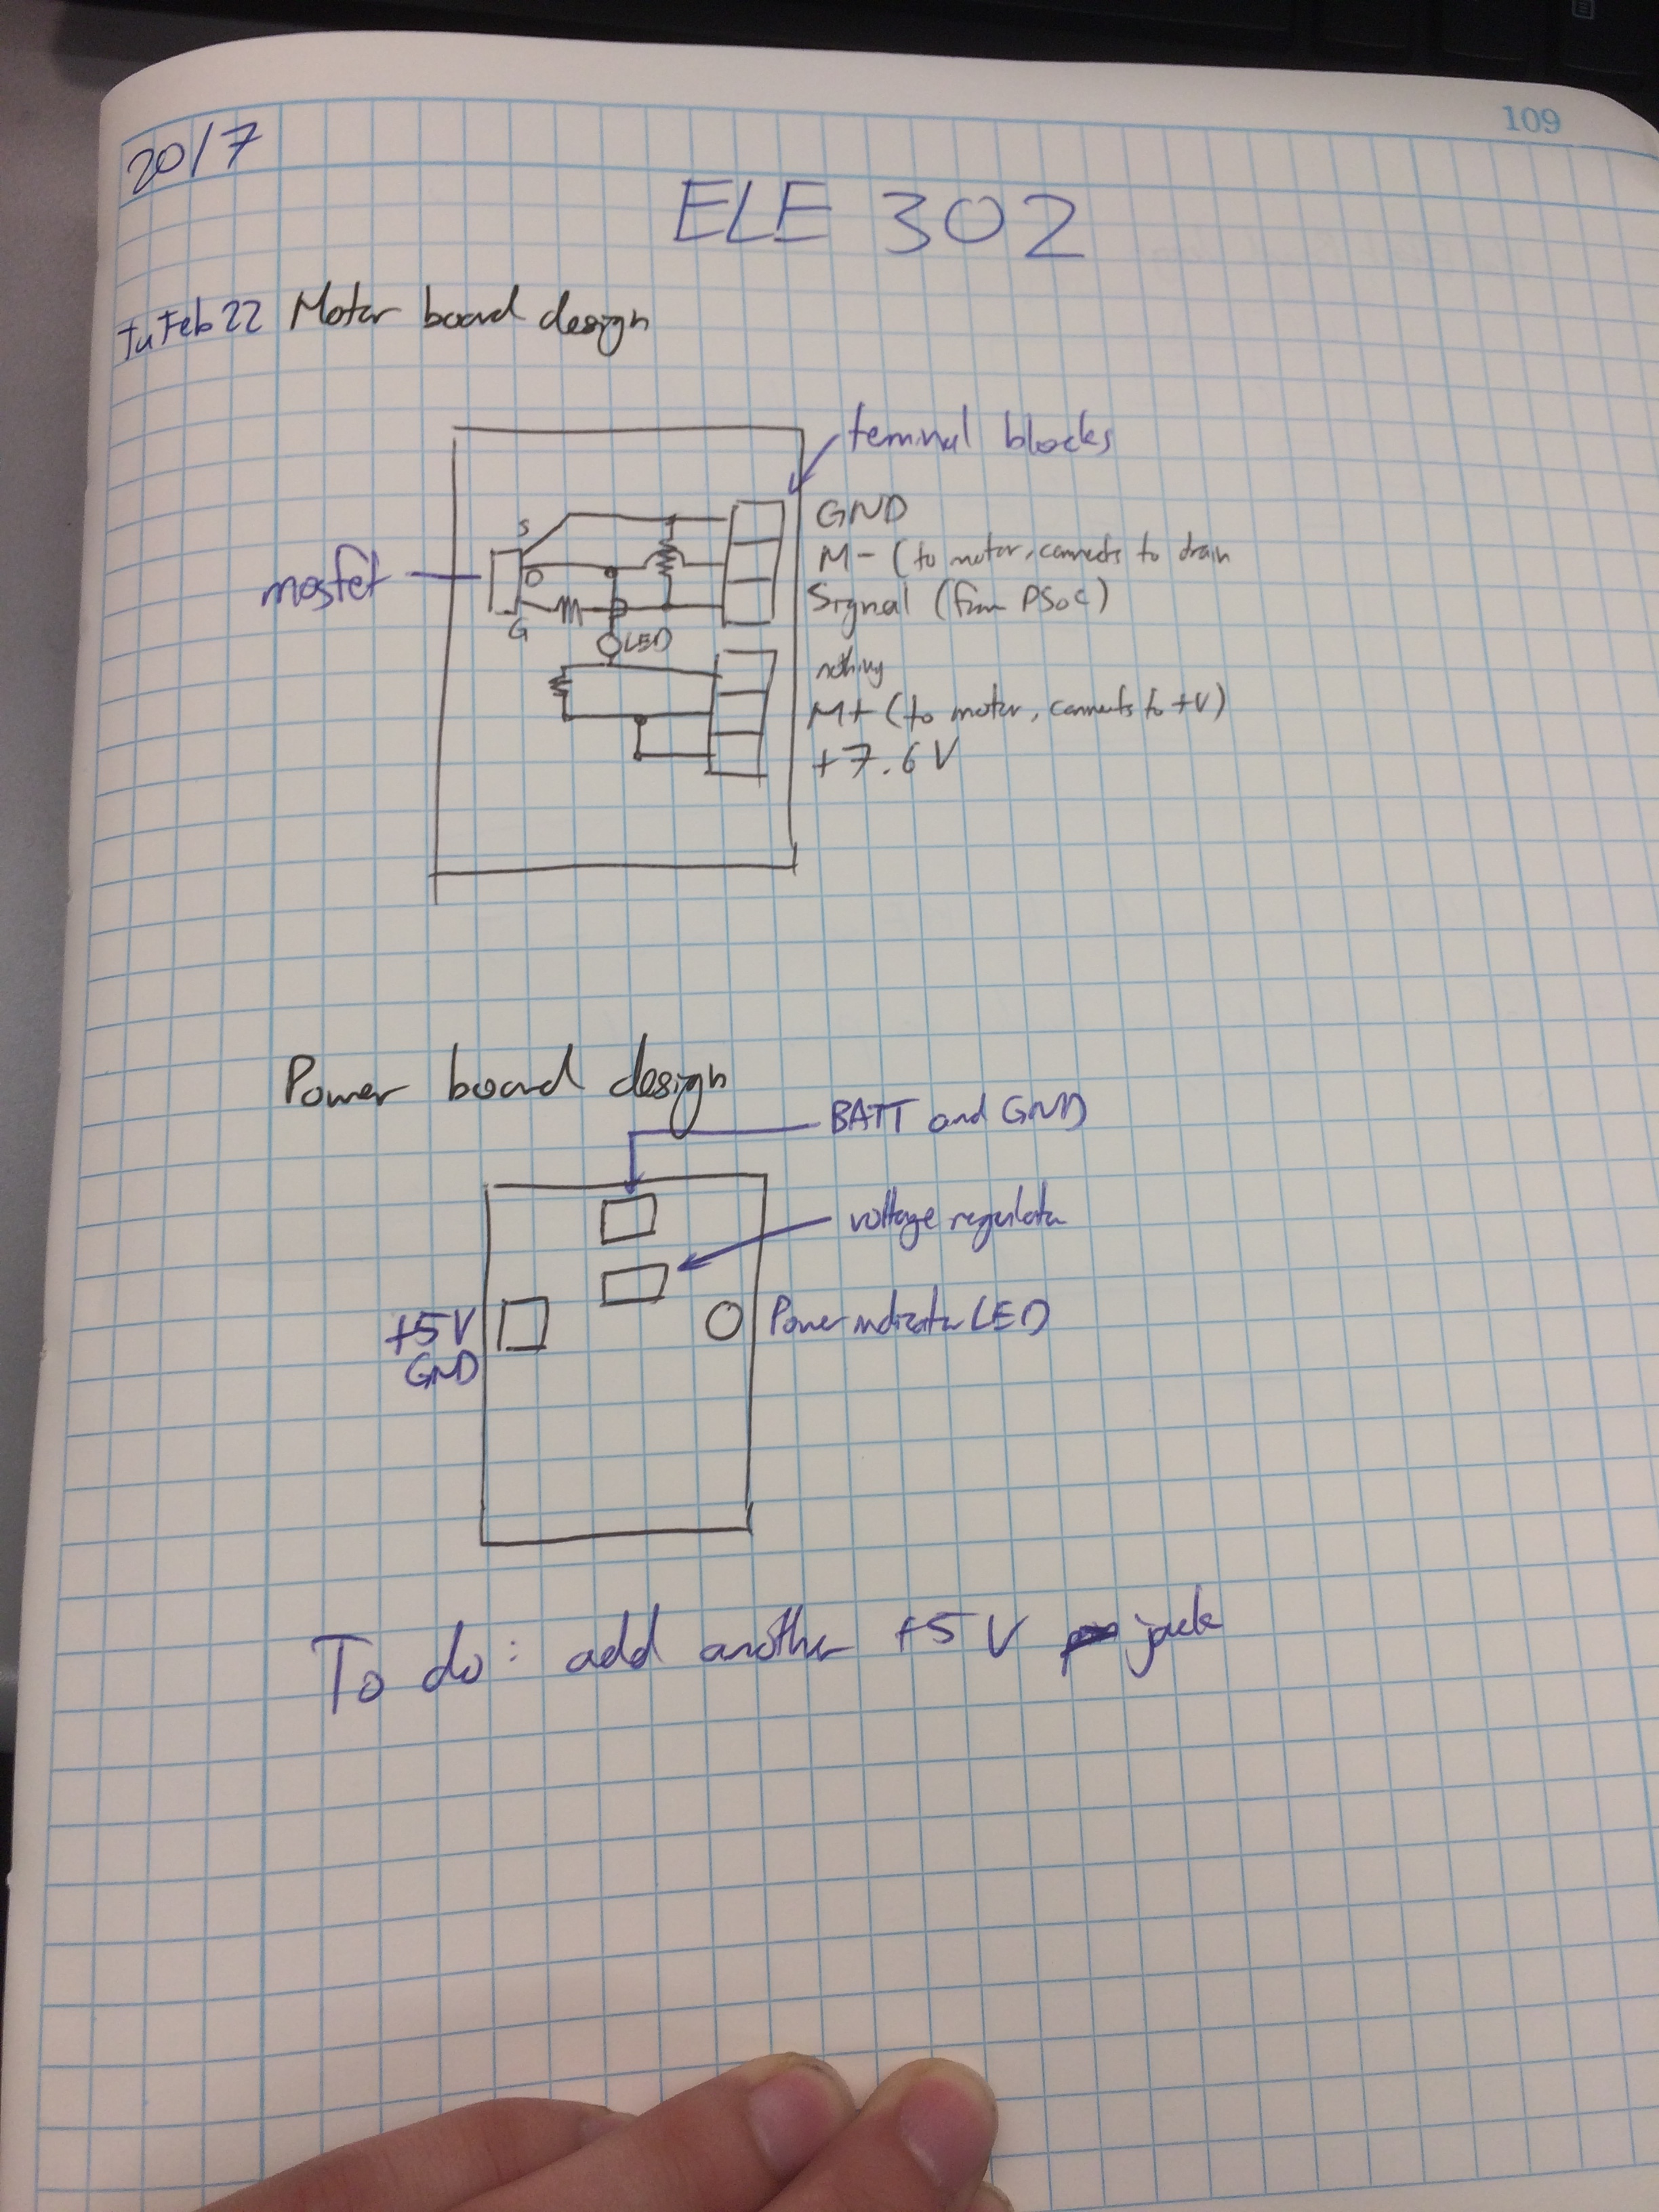 109
2017
ELE 302
Tu Feb 22 Motor board design
teminal blocks
S
GND
M- (to motor, connects to drain
mosfet
D
Signal (from PSoC)
G
LED
nothing
M+ (to motor, connects to +V)
+7.6V
Power board design
BATT and GND
voltage regulator
+5V
GND
Power indicator LED
To do: add another +5V jack